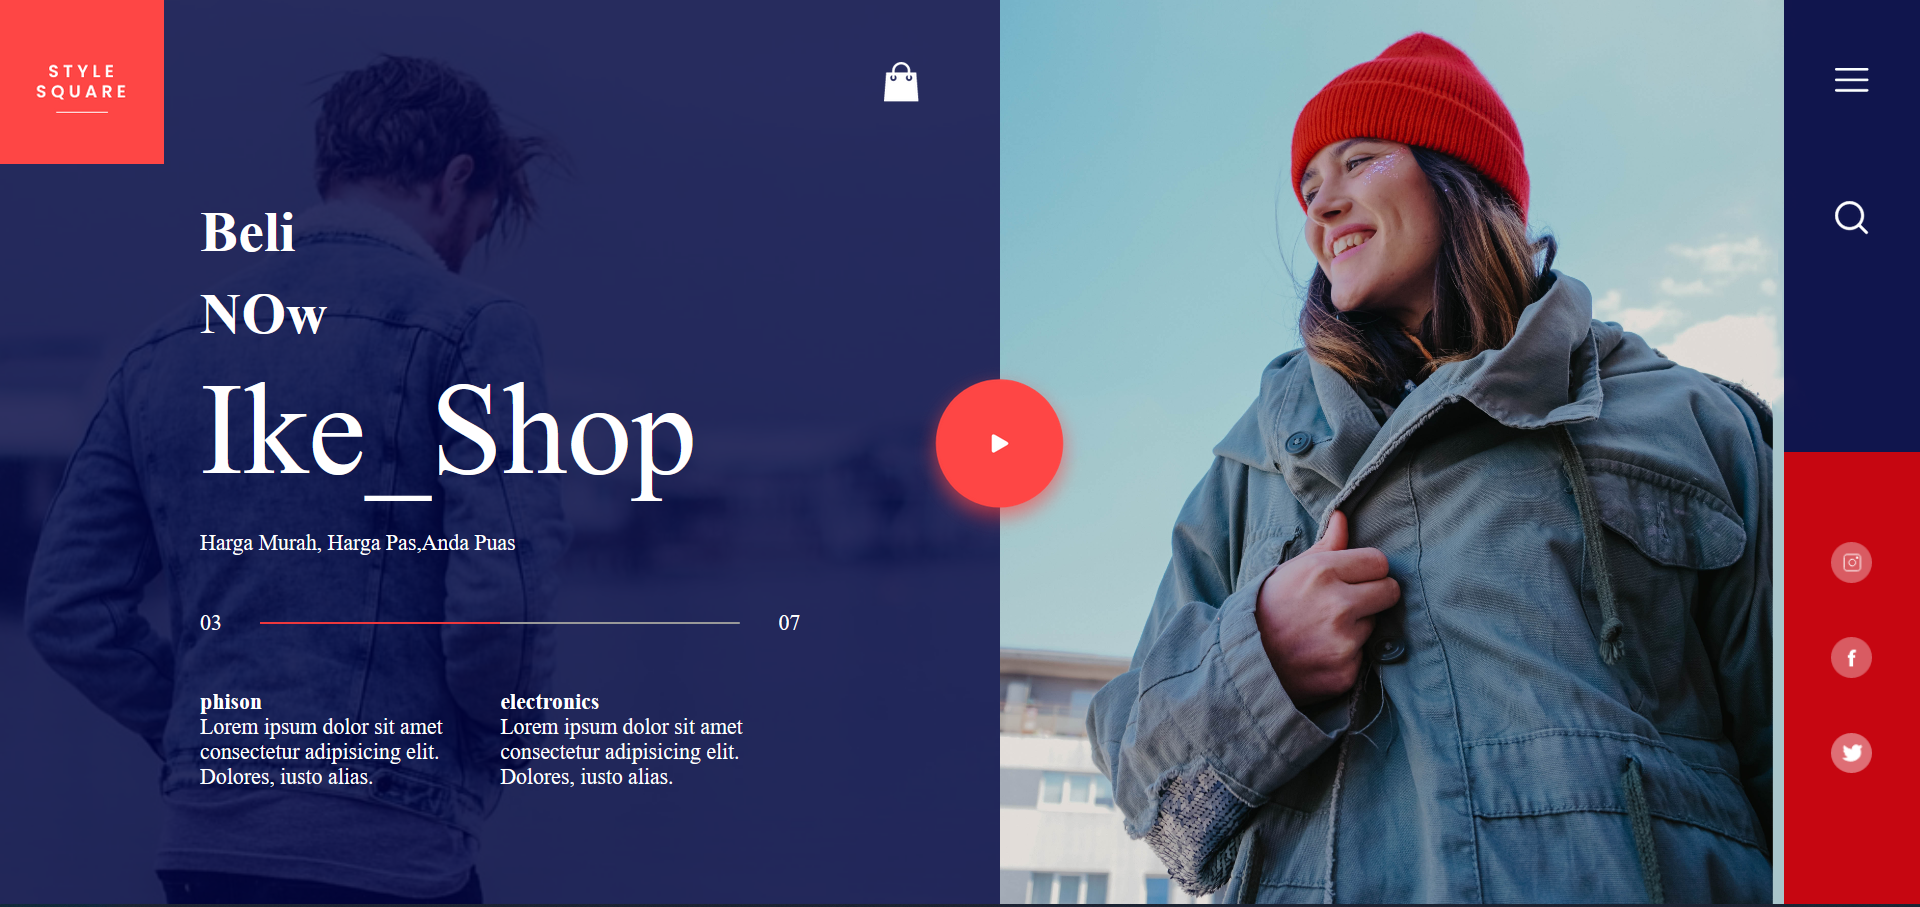 STYLE
SQUARE
Beli
NOw
Ike_Shop
Harga Murah, Harga Pas,Anda Puas
03
07
phison
Lorem ipsum dolor sit amet
consectetur adipisicing elit.
Dolores, iusto alias.
electronics
Lorem ipsum dolor sit amet
consectetur adipisicing elit.
Dolores, iusto alias.